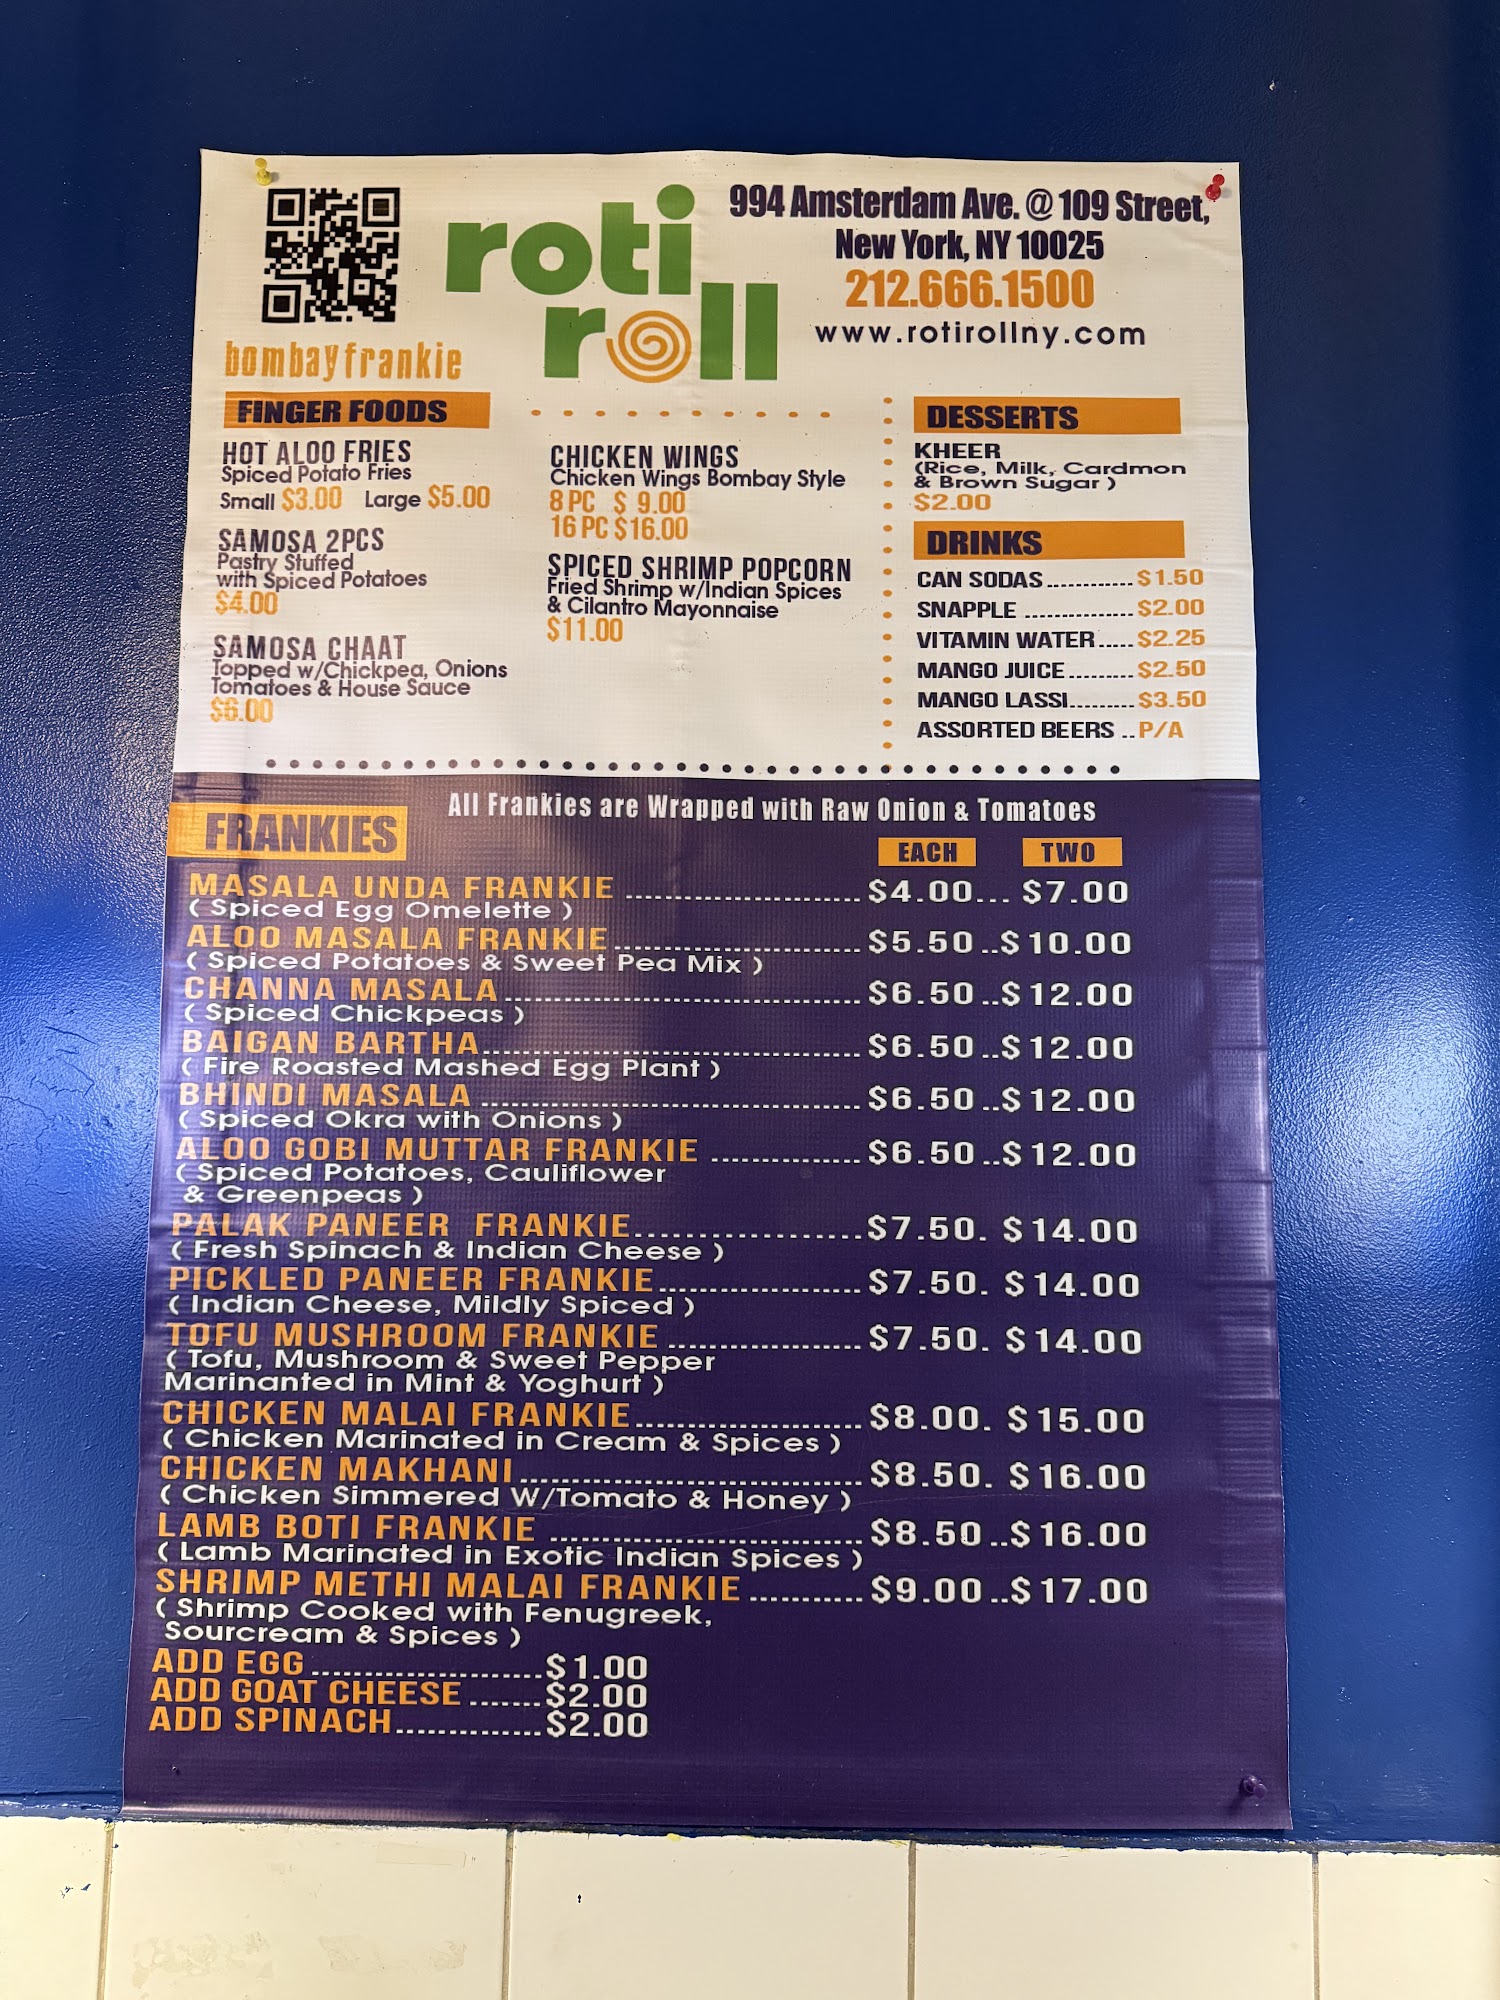 roti
roll
994 Amsterdam Ave. @ 109 Street,
New York, NY 10025
212.666.1500
www.rotirollny.com
bombayfrankie
FINGER FOODS
HOT ALOO FRIES
Spiced Potato Fries
Small $3.00 Large $5.00
SAMOSA 2PCS
Pastry Stuffed
with Spiced Potatoes
$4.00
SAMOSA CHAAT
Topped w/Chickpea, Onions
Tomatoes & House Sauce
$6.00
CHICKEN WINGS
Chicken Wings Bombay Style
8 PC $ 9.00
16 PC $16.00
SPICED SHRIMP POPCORN
Fried Shrimp w/Indian Spices
& Cilantro Mayonnaise
$11.00
DESSERTS
KHEER
(Rice, Milk, Cardmon
& Brown Sugar )
$2.00
DRINKS
CAN SODAS............ $1.50
SNAPPLE ............... $2.00
VITAMIN WATER..... $2.25
MANGO JUICE ......... $2.50
MANGO LASSI......... $3.50
ASSORTED BEERS .. P/A
All Frankies are Wrapped with Raw Onion & Tomatoes
FRANKIES
EACH TWO
MASALA UNDA FRANKIE ........................... $4.00... $7.00
( Spiced Egg Omelette )
ALOO MASALA FRANKIE............................ $5.50..$10.00
( Spiced Potatoes & Sweet Pea Mix )
CHANNA MASALA........................................ $6.50..$12.00
( Spiced Chickpeas )
BAIGAN BARTHA.......................................... $6.50..$12.00
( Fire Roasted Mashed Egg Plant )
BHINDI MASALA .......................................... $6.50..$12.00
( Spiced Okra with Onions )
ALOO GOBI MUTTAR FRANKIE ................. $6.50..$12.00
( Spiced Potatoes, Cauliflower
& Greenpeas )
PALAK PANEER FRANKIE.......................... $7.50. $14.00
( Fresh Spinach & Indian Cheese )
PICKLED PANEER FRANKIE....................... $7.50. $14.00
( Indian Cheese, Mildly Spiced )
TOFU MUSHROOM FRANKIE ...................... $7.50. $14.00
( Tofu, Mushroom & Sweet Pepper
Marinanted in Mint & Yoghurt )
CHICKEN MALAI FRANKIE.......................... $8.00. $15.00
( Chicken Marinated in Cream & Spices )
CHICKEN MAKHANI....................................... $8.50. $16.00
( Chicken Simmered W/Tomato & Honey )
LAMB BOTI FRANKIE ................................... $8.50..$16.00
( Lamb Marinated in Exotic Indian Spices )
SHRIMP METHI MALAI FRANKIE ............. $9.00..$17.00
( Shrimp Cooked with Fenugreek,
Sourcream & Spices )
ADD EGG .......................$1.00
ADD GOAT CHEESE .......$2.00
ADD SPINACH...............$2.00